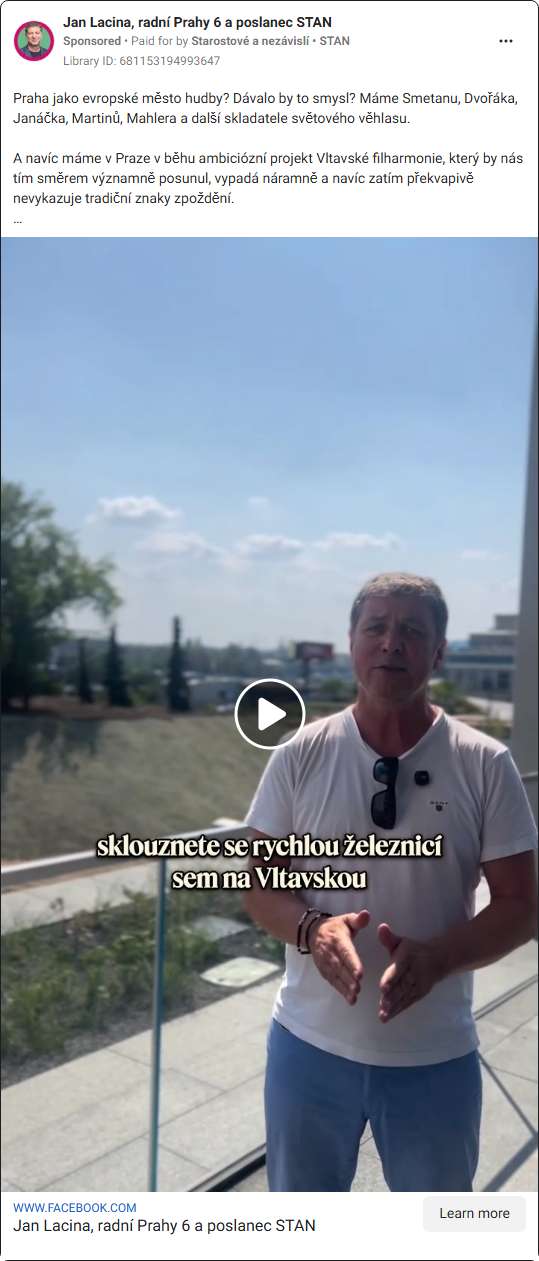 Jan Lacina, radní Prahy 6 a poslanec STAN
Sponsored • Paid for by Starostové a nezávislí • STAN
Library ID: 681153194993647
Praha jako evropské město hudby? Dávalo by to smysl? Máme Smetanu, Dvořáka,
Janáčka, Martinů, Mahlera a další skladatele světového věhlasu.
A navíc máme v Praze v běhu ambiciózní projekt Vltavské filharmonie, který by nás
tím směrem významně posunul, vypadá náramně a navíc zatím překvapivě
nevykazuje tradiční znaky zpoždění.
...
sklouznete se rychlou železnicí
sem na Vltavskou
WWW.FACEBOOK.COM
Jan Lacina, radní Prahy 6 a poslanec STAN
Learn more